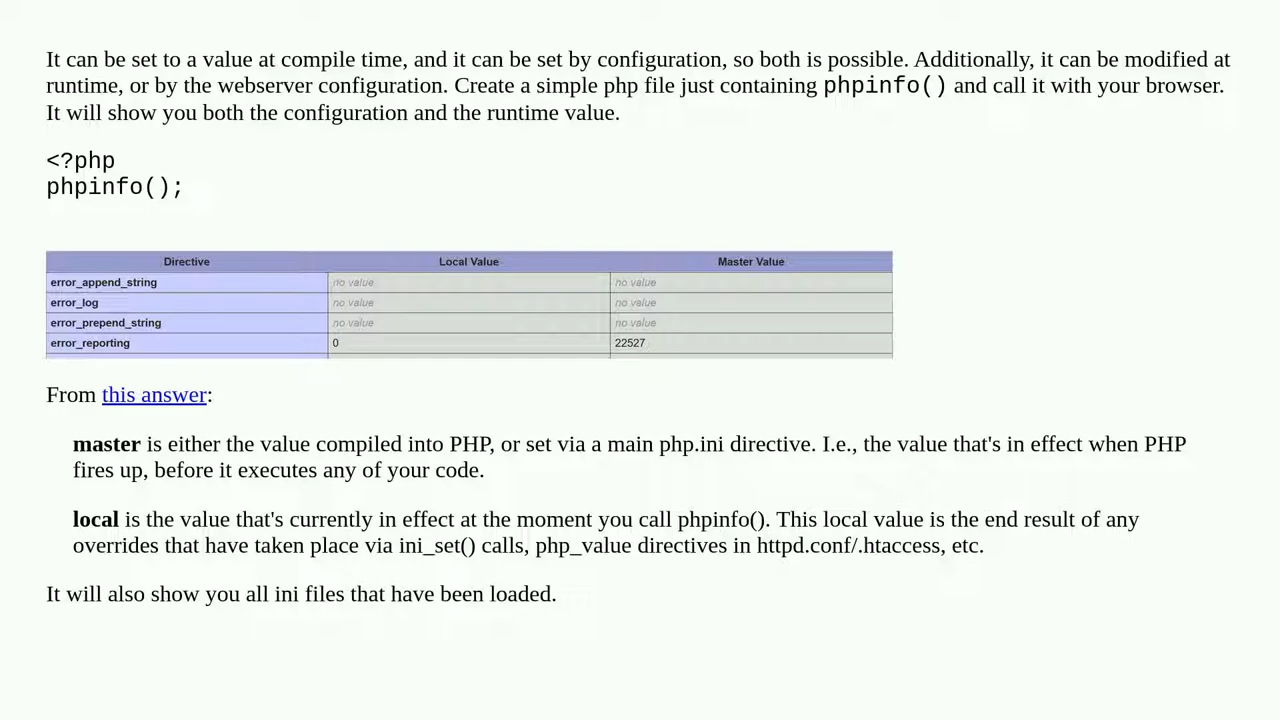 It can be set to a value at compile time, and it can be set by configuration, so both is possible. Additionally, it can be modified at
runtime, or by the webserver configuration. Create a simple php file just containing phpinfo() and call it with your browser.
It will show you both the configuration and the runtime value.
<?php
phpinfo();
Directive Local Value Master Value
error_append_string no value no value
error_log no value no value
error_prepend_string no value no value
error_reporting 0 22527
From this answer:
master is either the value compiled into PHP, or set via a main php.ini directive. I.e., the value that's in effect when PHP
fires up, before it executes any of your code.
local is the value that's currently in effect at the moment you call phpinfo(). This local value is the end result of any
overrides that have taken place via ini_set() calls, php_value directives in httpd.conf/.htaccess, etc.
It will also show you all ini files that have been loaded.